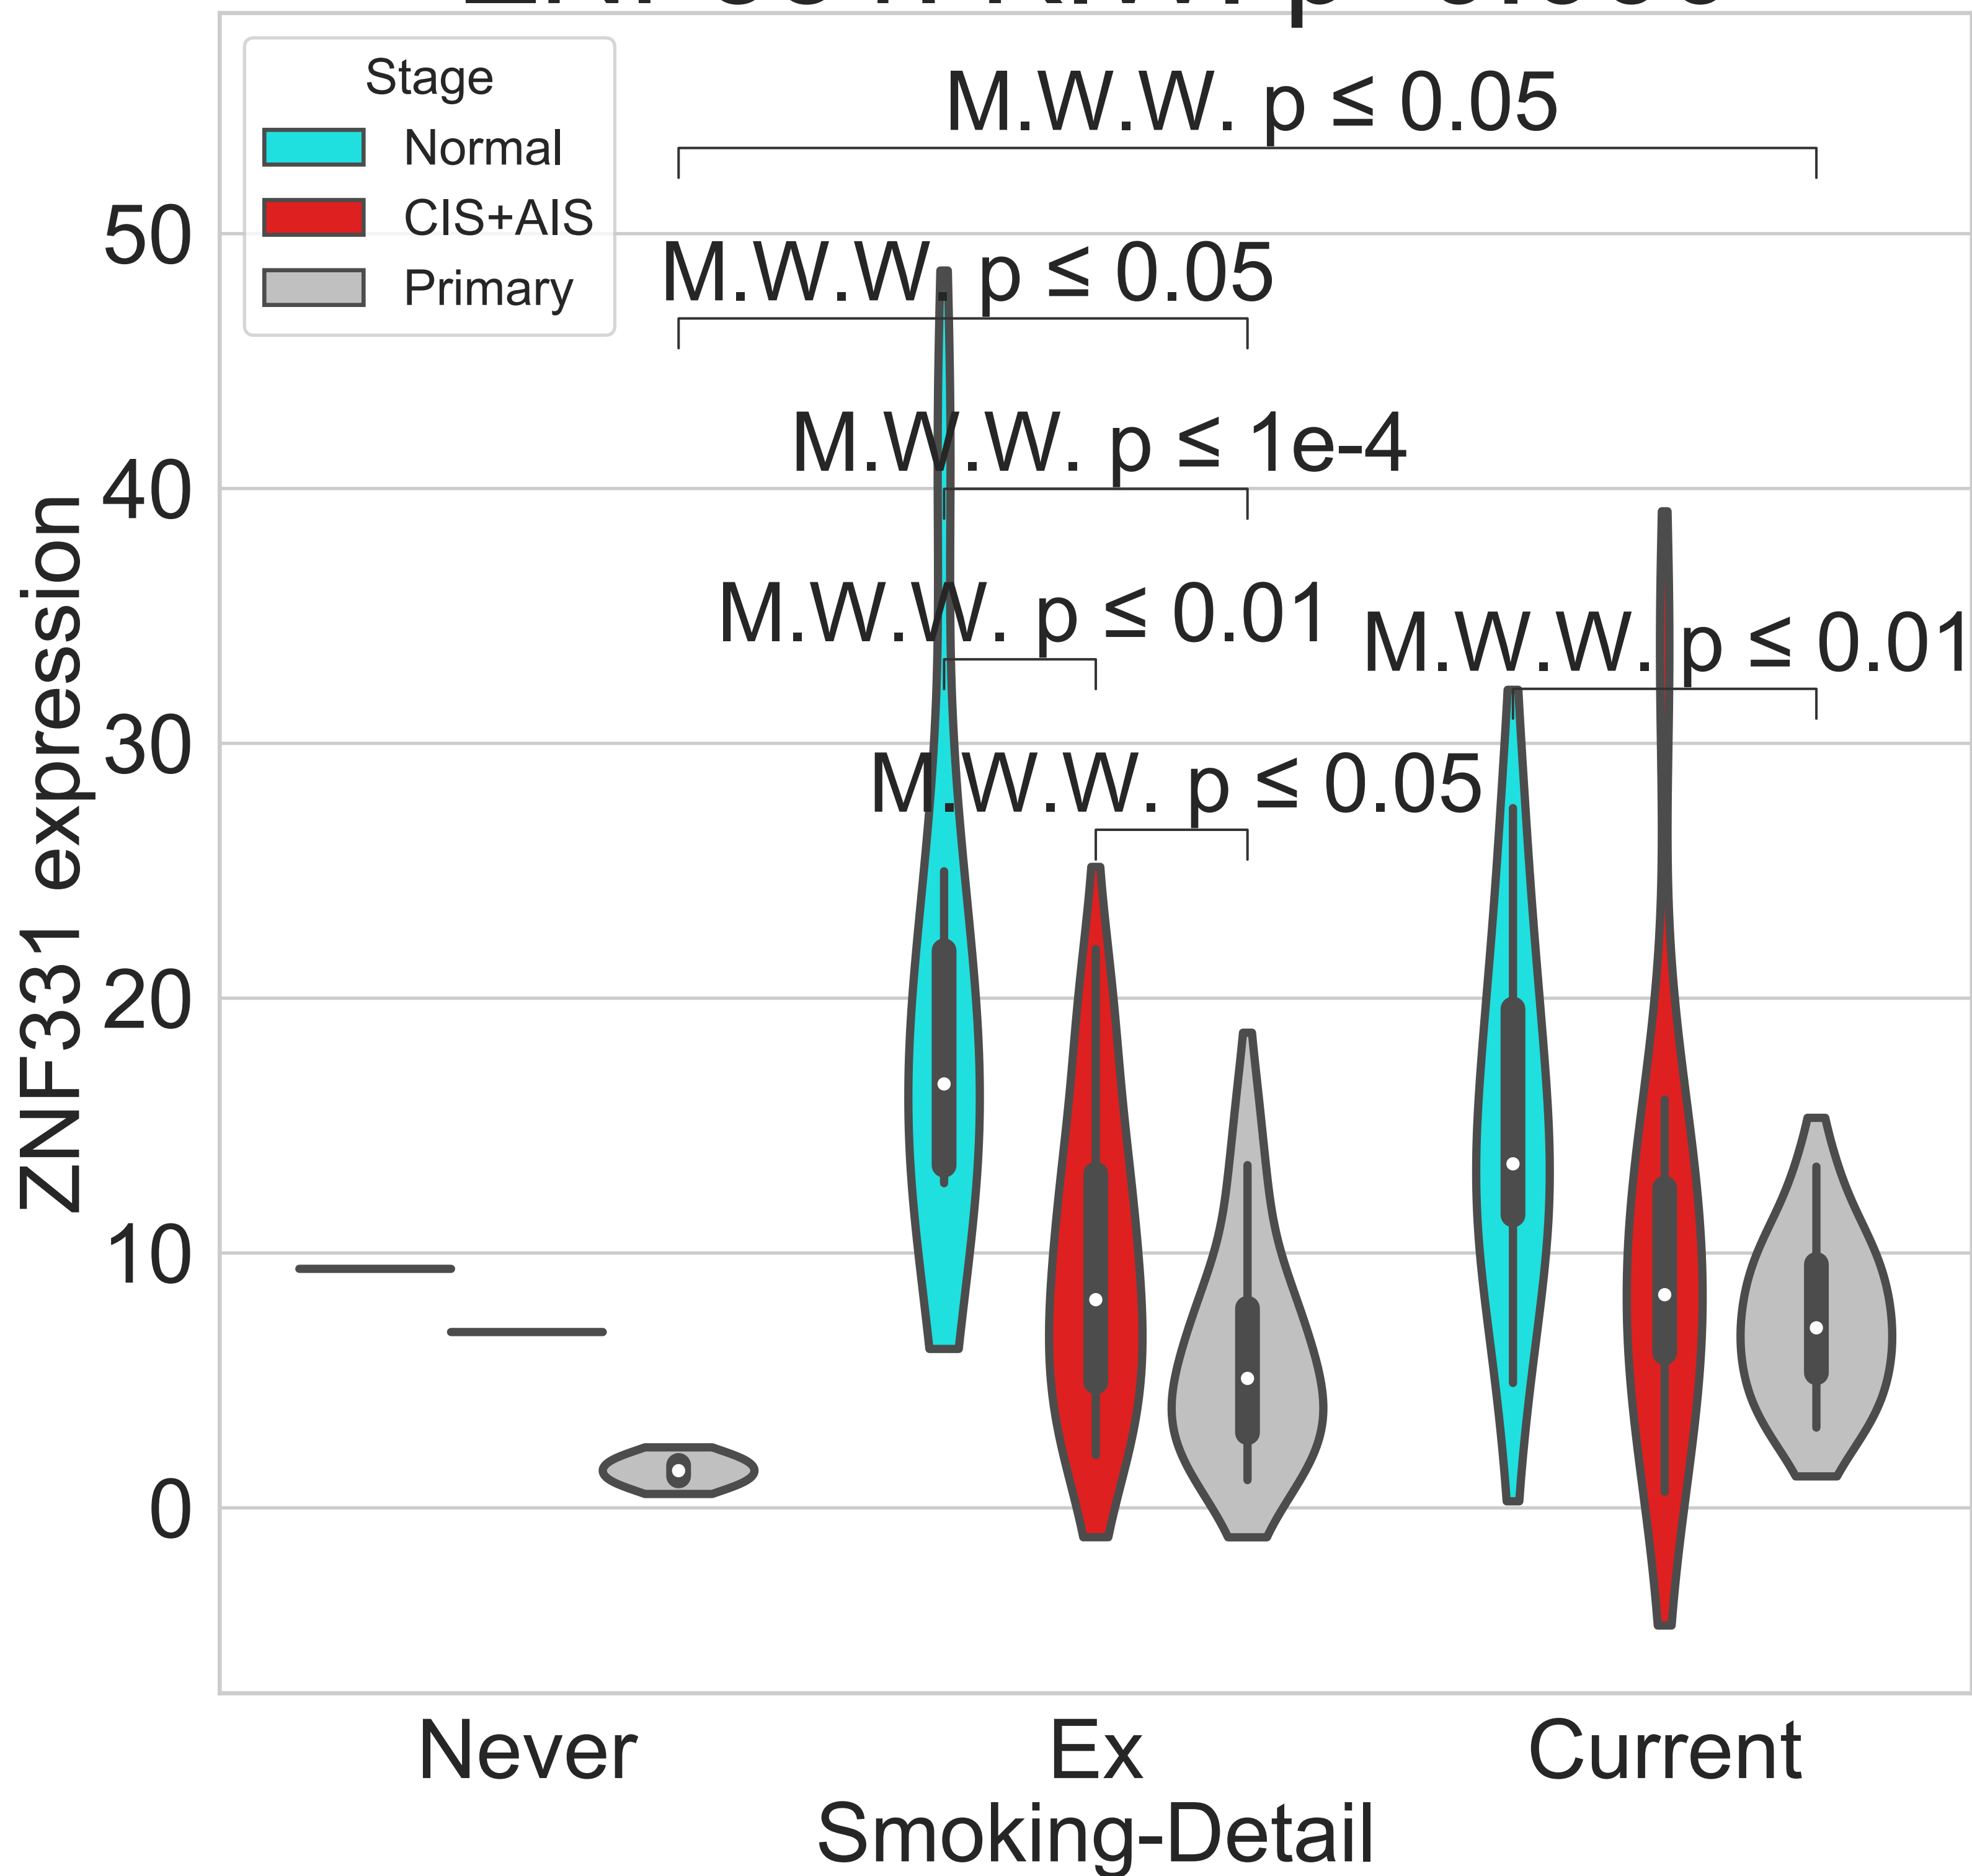 Stage
Normal
CIS+AIS
Primary
M.W.W. p ≤ 0.05
M.W.W. p ≤ 0.05
M.W.W. p ≤ 1e-4
M.W.W. p ≤ 0.01
M.W.W. p ≤ 0.01
M.W.W. p ≤ 0.05
50
40
30
20
10
0
ZNF331 expression
Never
Ex
Current
Smoking-Detail